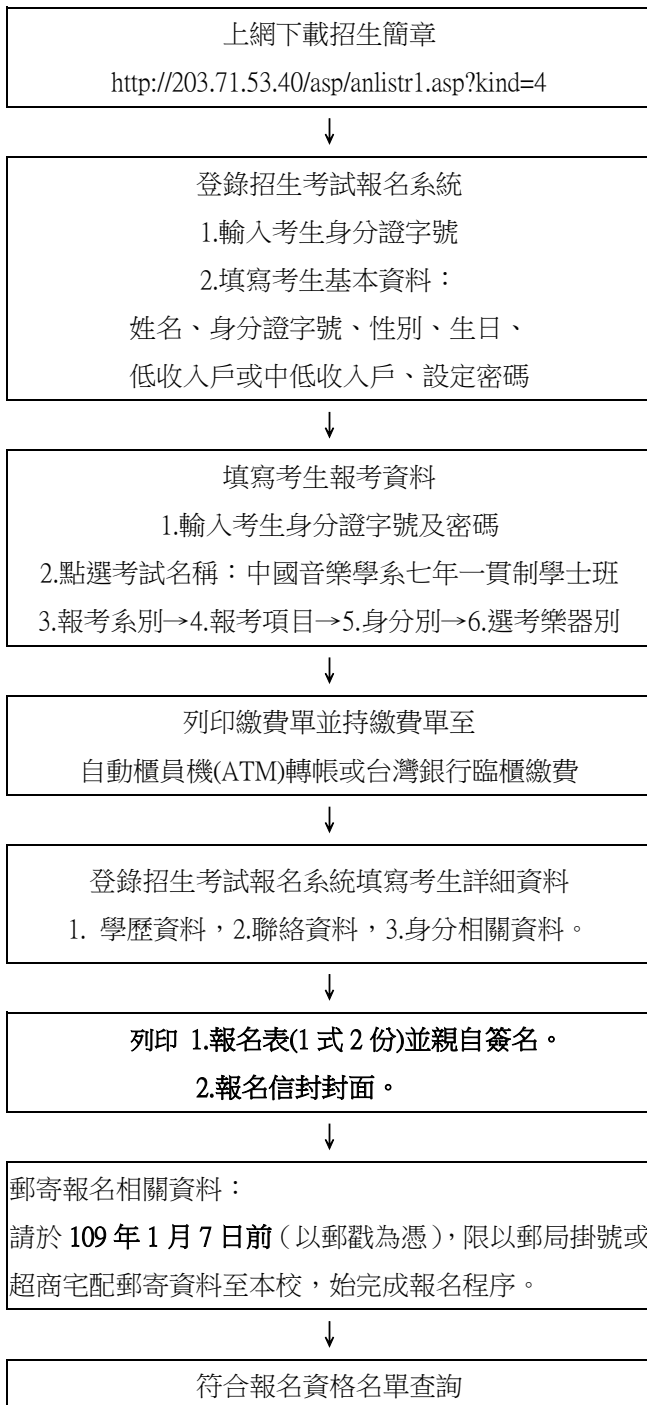 上網下載招生簡章
http://203.71.53.40/asp/anlistr1.asp?kind=4
↓
登錄招生考試報名系統
1.輸入考生身分證字號
2.填寫考生基本資料：
姓名、身分證字號、性別、生日、
低收入戶或中低收入戶、設定密碼
↓
填寫考生報考資料
1.輸入考生身分證字號及密碼
2.點選考試名稱：中國音樂學系七年一貫制學士班
3.報考系別→4.報考項目→5.身分別→6.選考樂器別
↓
列印繳費單並持繳費單至
自動櫃員機(ATM)轉帳或台灣銀行臨櫃繳費
↓
登錄招生考試報名系統填寫考生詳細資料
1. 學歷資料，2.聯絡資料，3.身分相關資料。
↓
列印 1.報名表(1 式 2 份)並親自簽名。
2.報名信封封面。
↓
郵寄報名相關資料：
請於 109 年 1 月 7 日前（以郵戳為憑），限以郵局掛號或
超商宅配郵寄資料至本校，始完成報名程序。
↓
符合報名資格名單查詢